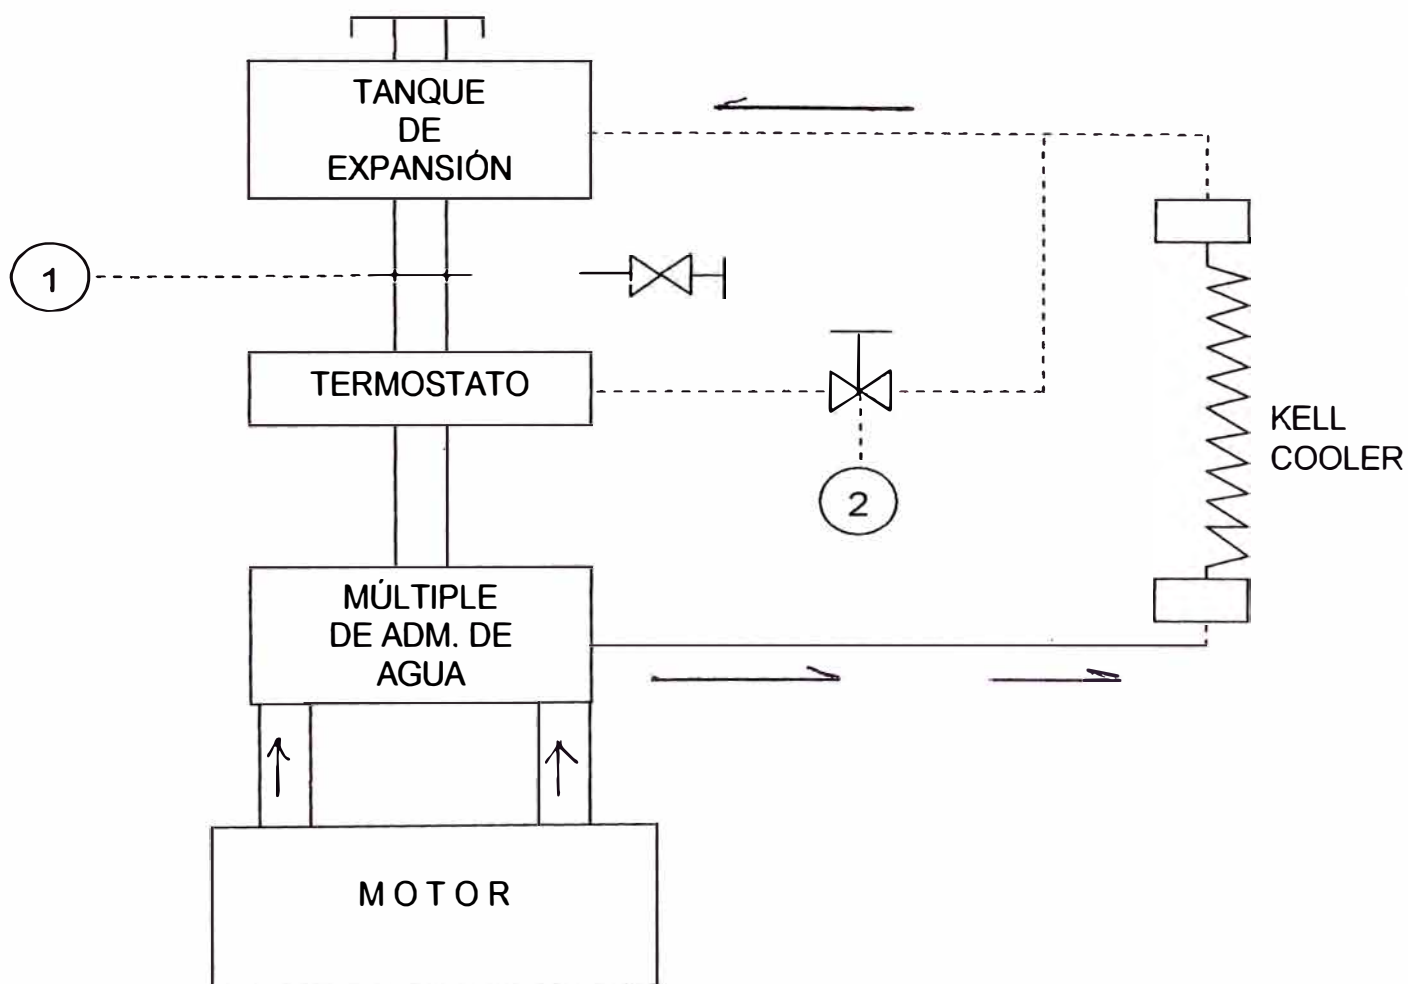 TANQUE
DE
EXPANSIÓN
1
TERMOSTATO
2
KELL
COOLER
MÚLTIPLE
DE ADM. DE
AGUA
MOTOR